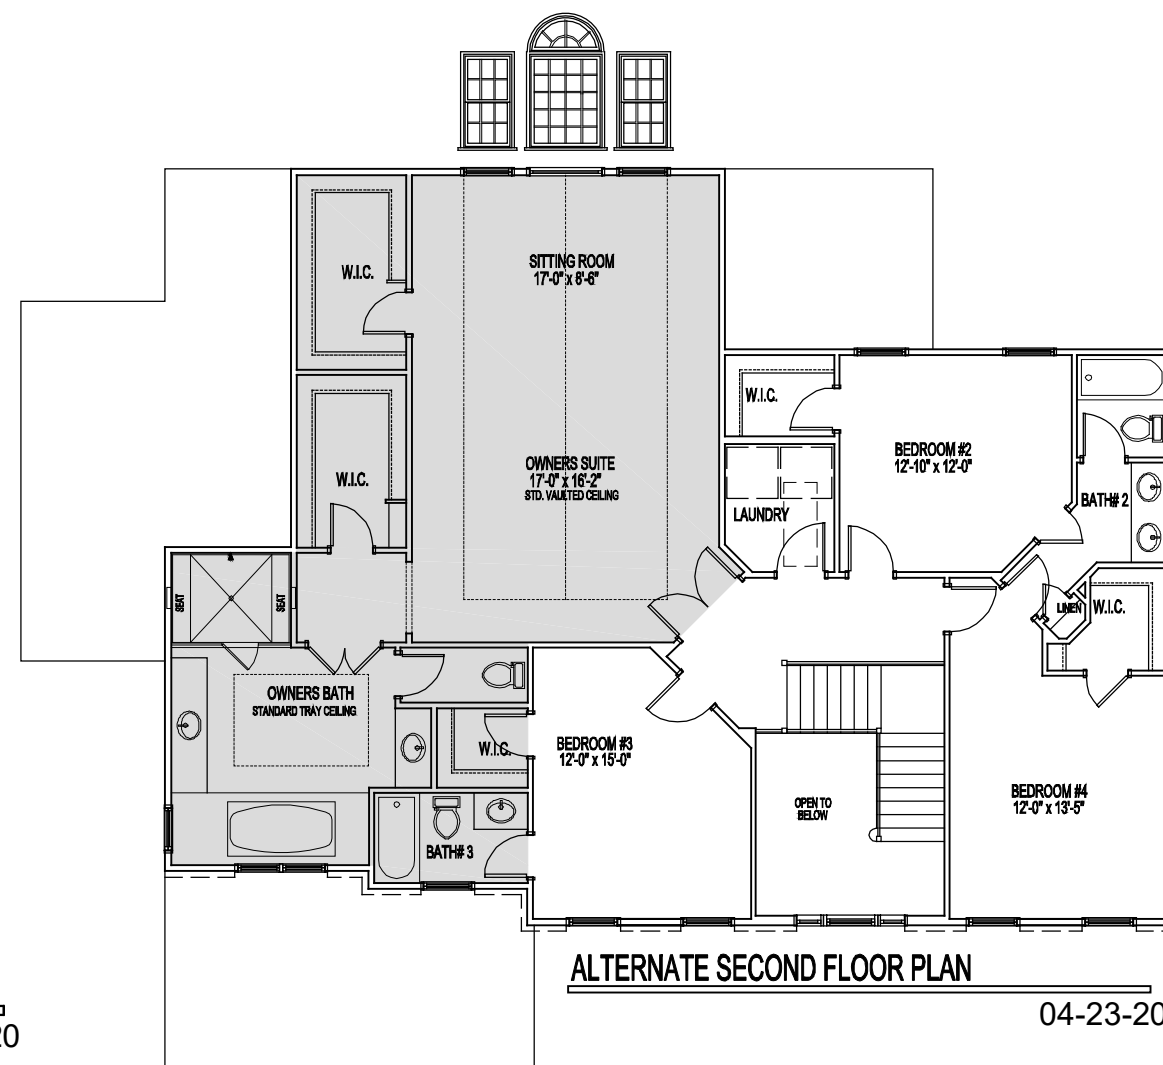 W.I.C.
SITTING ROOM
17'-0" x 8'-6"
W.I.C.
OWNERS SUITE
17'-0" x 16'-2"
STD. VAULTED CEILING
W.I.C.
BEDROOM #2
12'-10" x 12'-0"
LAUNDRY
BATH# 2
SEAT
SEAT
LINEN
W.I.C.
OWNERS BATH
STANDARD TRAY CEILING
W.I.C.
BEDROOM #3
12'-0" x 15'-0"
OPEN TO
BELOW
BEDROOM #4
12'-0" x 13'-5"
BATH# 3
ALTERNATE SECOND FLOOR PLAN
04-23-20
20